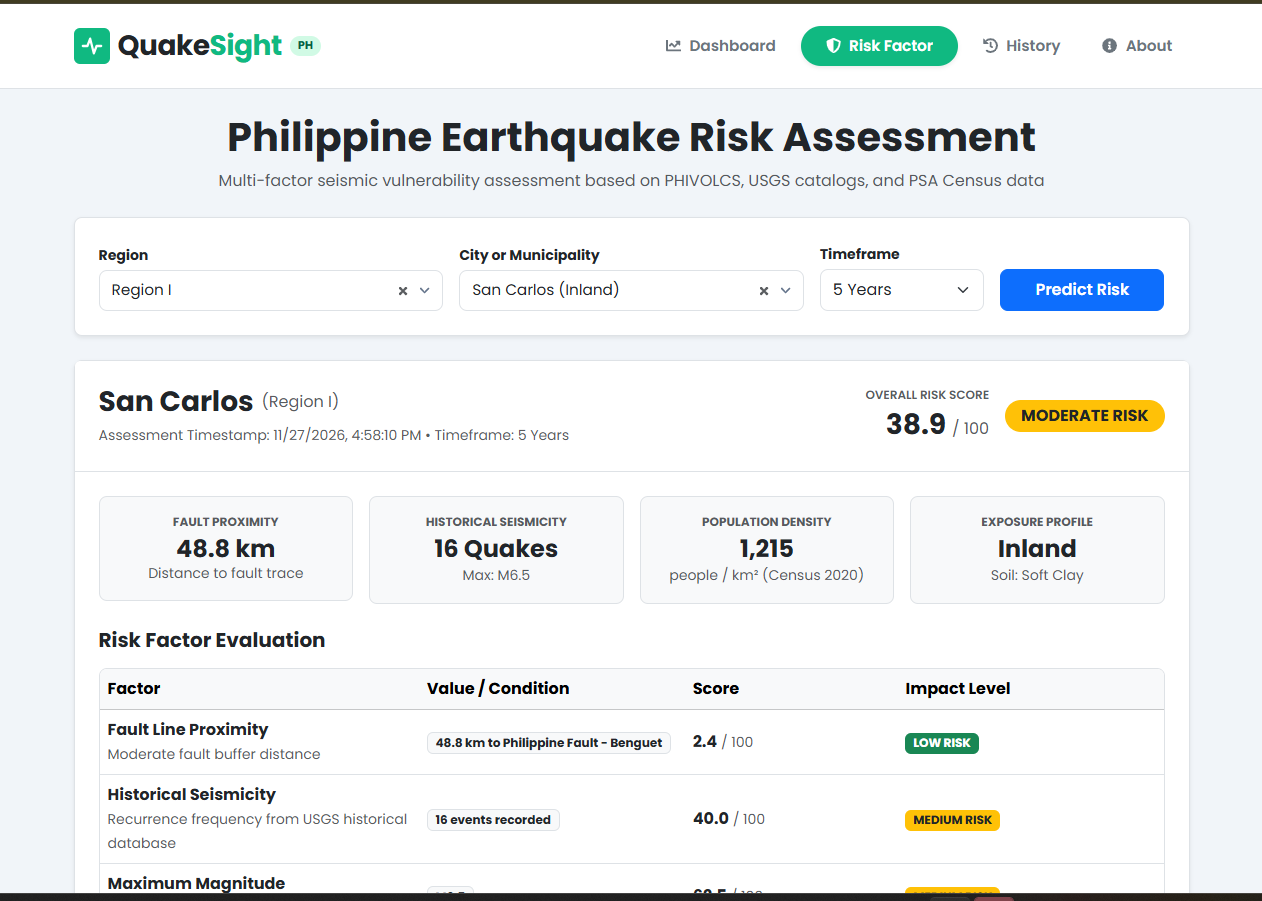 QuakeSight PH
Dashboard
Risk Factor
History
About
Philippine Earthquake Risk Assessment
Multi-factor seismic vulnerability assessment based on PHIVOLCS, USGS catalogs, and PSA Census data
Region
City or Municipality
Timeframe
Region I
San Carlos (Inland)
5 Years
Predict Risk
San Carlos (Region I)
Assessment Timestamp: 11/27/2026, 4:58:10 PM • Timeframe: 5 Years
OVERALL RISK SCORE
38.9 / 100
MODERATE RISK
FAULT PROXIMITY
48.8 km
Distance to fault trace
HISTORICAL SEISMICITY
16 Quakes
Max: M6.5
POPULATION DENSITY
1,215
people / km² (Census 2020)
EXPOSURE PROFILE
Inland
Soil: Soft Clay
Risk Factor Evaluation
Factor Value / Condition Score Impact Level
Fault Line Proximity
Moderate fault buffer distance
48.8 km to Philippine Fault - Benguet
2.4 / 100
LOW RISK
Historical Seismicity
Recurrence frequency from USGS historical
database
16 events recorded
40.0 / 100
MEDIUM RISK
Maximum Magnitude